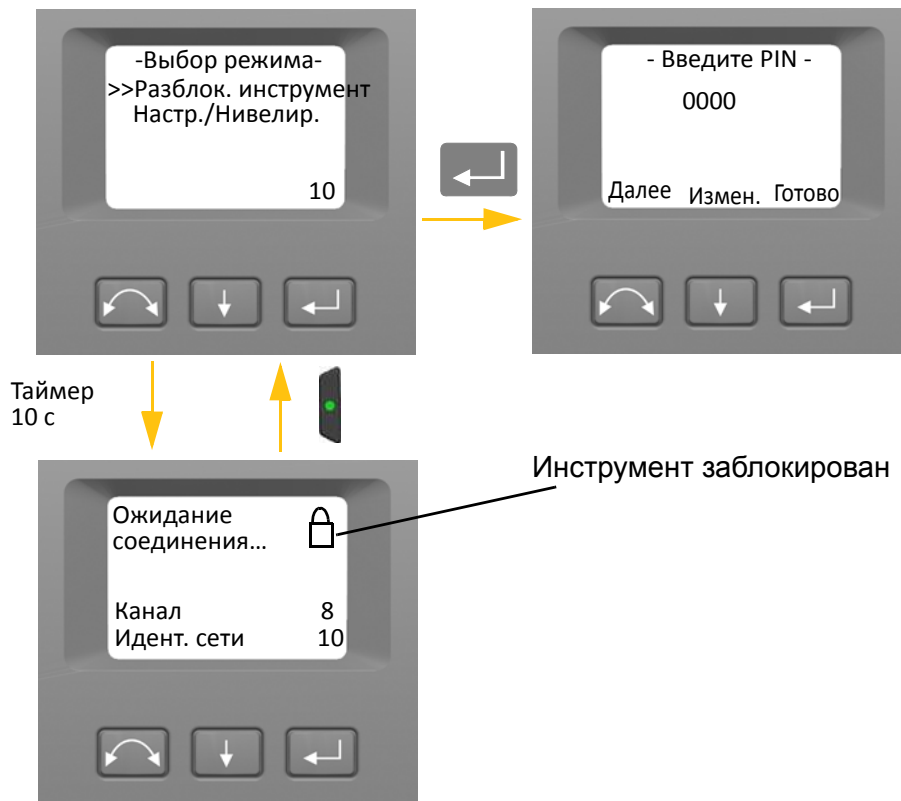 -Выбор режима-
>>Разблок. инструмент
Настр./Нивелир.
10
- Введите PIN -
0000
Далее Измен. Готово
Таймер
10 с
Инструмент заблокирован
Ожидание
соединения...
Канал 8
Идент. сети 10